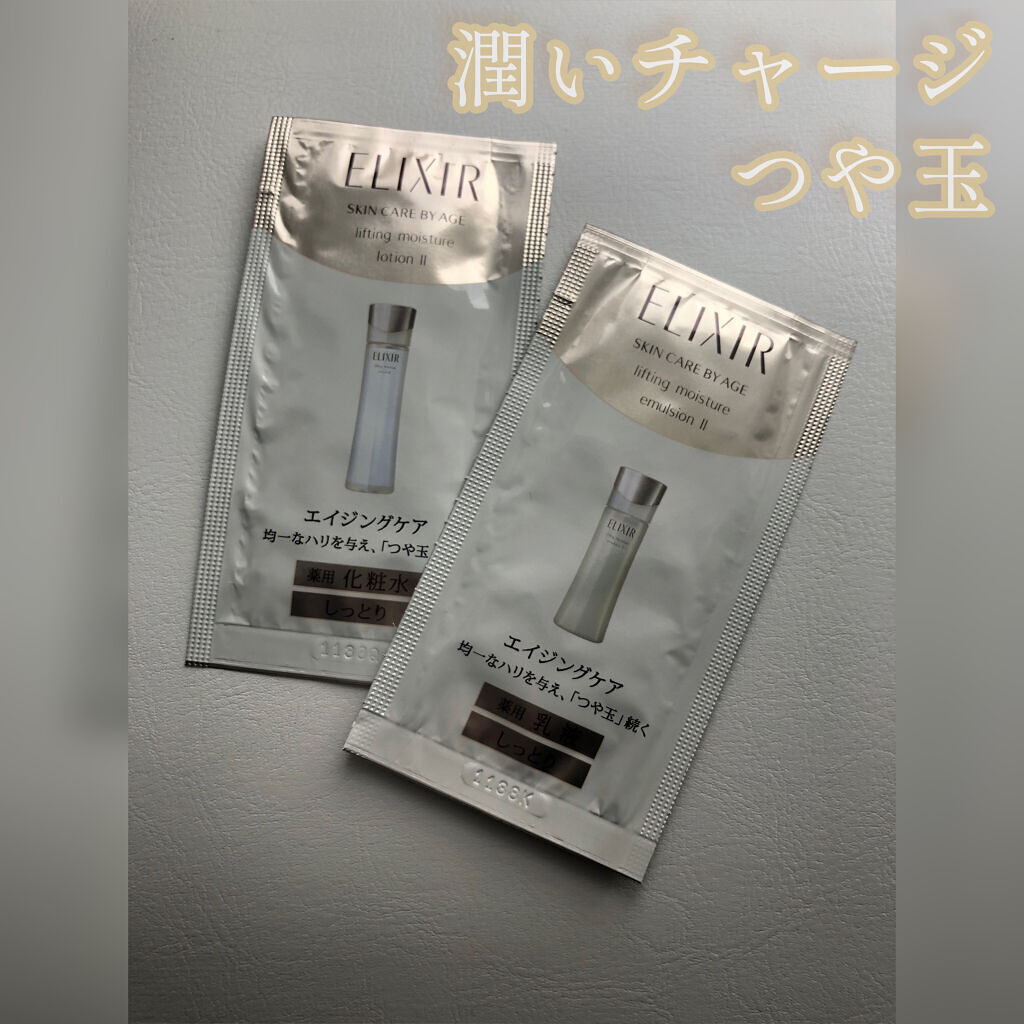 潤いチャージ
つや玉
ELIXIR
SKIN CARE BY AGE
lifting moisture
lotion II
ELIXIR
エイジングケア
均一なハリを与え、「つや玉
薬用 化粧水
しっとり
ELIXIR
SKIN CARE BY AGE
lifting moisture
emulsion II
ELIXIR
エイジングケア
均一なハリを与え、「つや玉」続く
薬用 乳液
しっとり
1188K